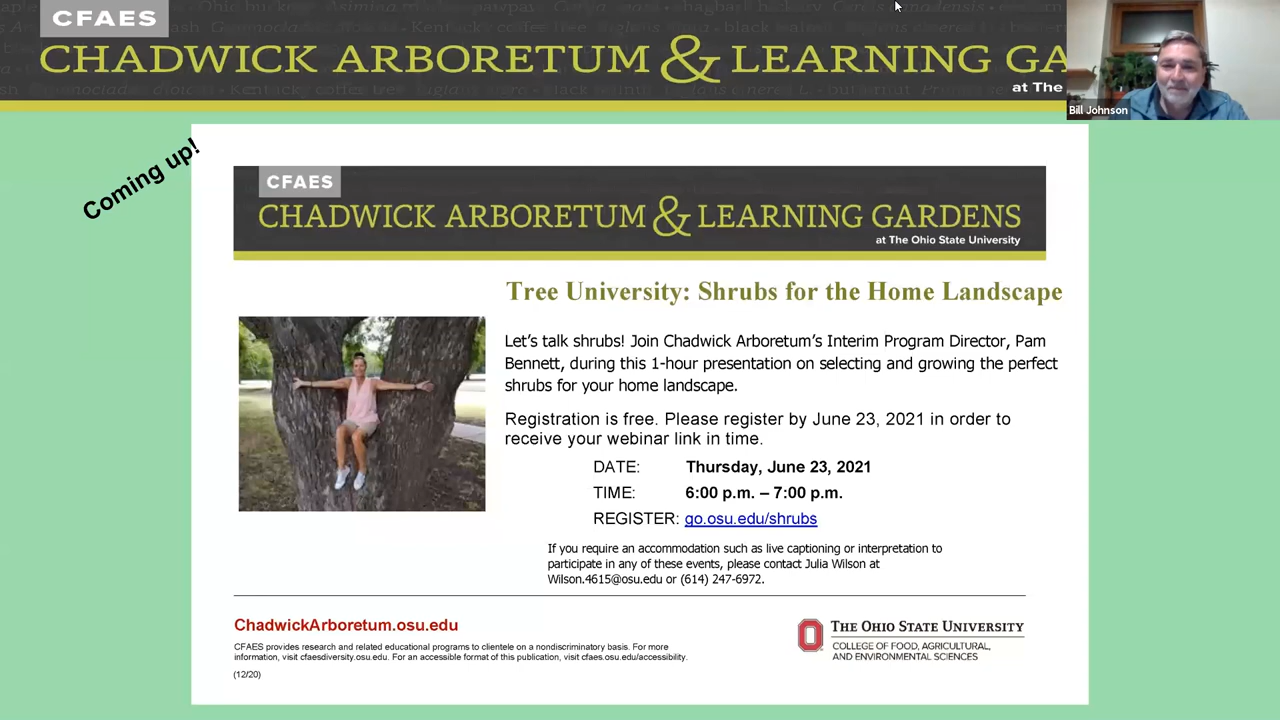 CFAES
CHADWICK ARBORETUM & LEARNING GA
at The
Bill Johnson
Coming up!
CFAES
CHADWICK ARBORETUM & LEARNING GARDENS
at The Ohio State University
Tree University: Shrubs for the Home Landscape
Let’s talk shrubs! Join Chadwick Arboretum’s Interim Program Director, Pam
Bennett, during this 1-hour presentation on selecting and growing the perfect
shrubs for your home landscape.
Registration is free. Please register by June 23, 2021 in order to
receive your webinar link in time.
DATE: Thursday, June 23, 2021
TIME: 6:00 p.m. – 7:00 p.m.
REGISTER: go.osu.edu/shrubs
If you require an accommodation such as live captioning or interpretation to
participate in any of these events, please contact Julia Wilson at
Wilson.4615@osu.edu or (614) 247-6972.
ChadwickArboretum.osu.edu
CFAES provides research and related educational programs to clientele on a nondiscriminatory basis. For more
information, visit cfaesdiversity.osu.edu. For an accessible format of this publication, visit cfaes.osu.edu/accessibility.
(12/20)
THE OHIO STATE UNIVERSITY
COLLEGE OF FOOD, AGRICULTURAL,
AND ENVIRONMENTAL SCIENCES